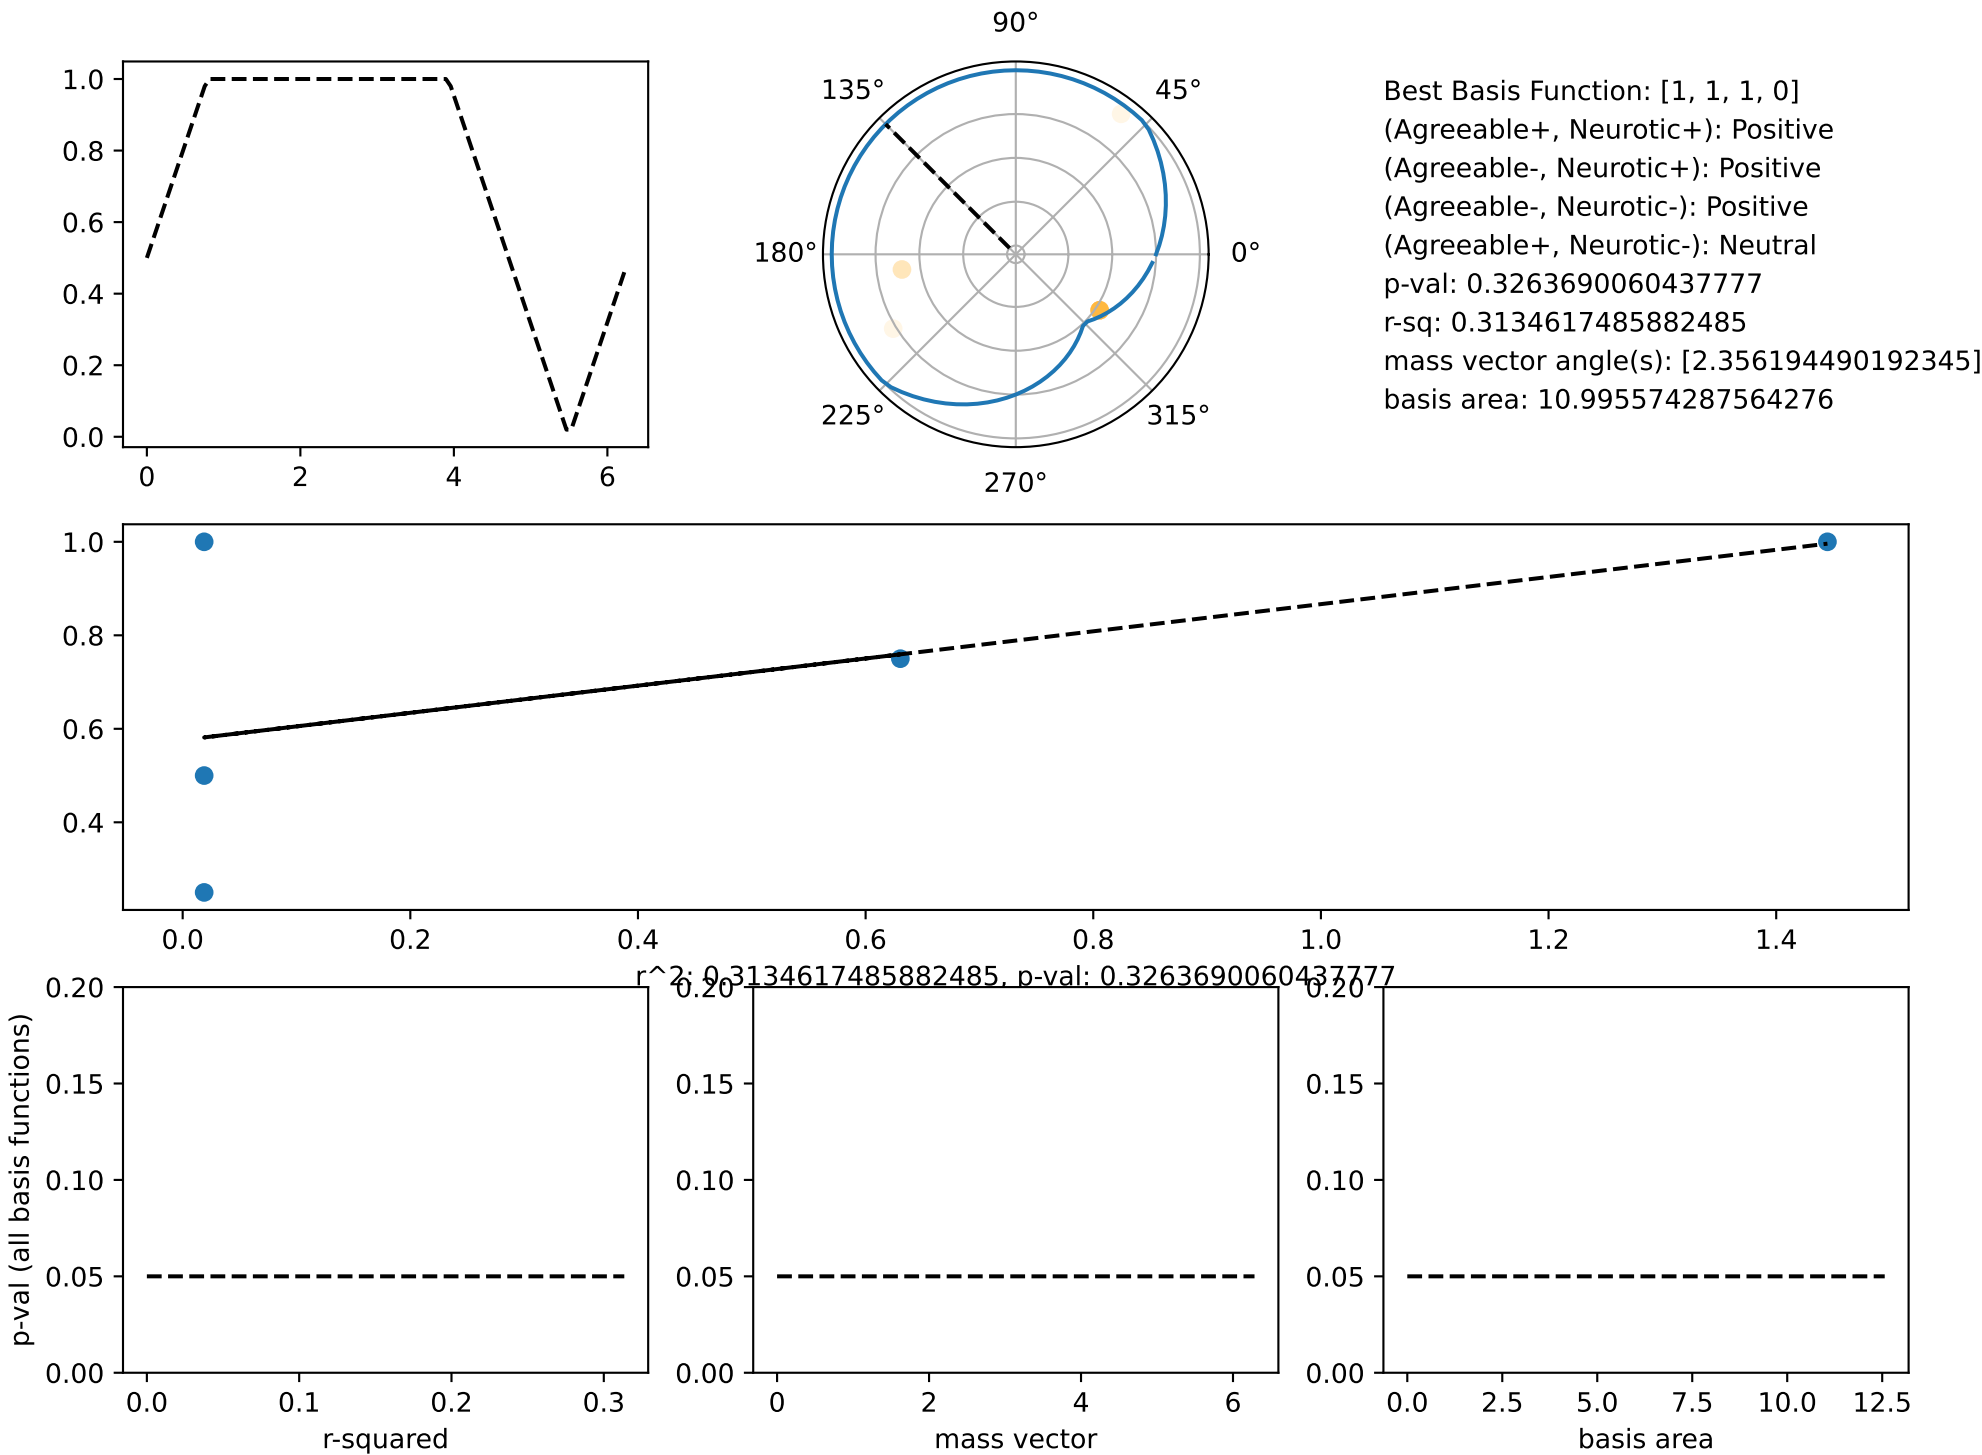 1.0
0.8
0.6
0.4
0.2
0.0
0 2 4 6
90°
135° 45°
180° 0°
225° 315°
270°
Best Basis Function: [1, 1, 1, 0]
(Agreeable+, Neurotic+): Positive
(Agreeable-, Neurotic+): Positive
(Agreeable-, Neurotic-): Positive
(Agreeable+, Neurotic-): Neutral
p-val: 0.3263690060437777
r-sq: 0.3134617485882485
mass vector angle(s): [2.356194490192345]
basis area: 10.995574287564276
1.0
0.8
0.6
0.4
0.0 0.2 0.4 0.6 0.8 1.0 1.2 1.4
r^2: 0.3134617485882485, p-val: 0.3263690060437777
p-val (all basis functions)
0.20
0.15
0.10
0.05
0.00
0.0 0.1 0.2 0.3
r-squared
0.20
0.15
0.10
0.05
0.00
0 2 4 6
mass vector
0.20
0.15
0.10
0.05
0.00
0.0 2.5 5.0 7.5 10.0 12.5
basis area